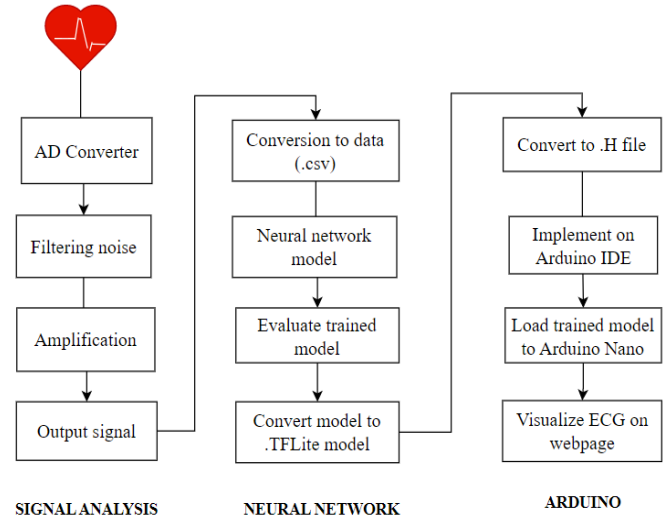 AD Converter
Filtering noise
Amplification
Output signal
SIGNAL ANALYSIS
Conversion to data
(.csv)
Neural network
model
Evaluate trained
model
Convert model to
.TFLite model
NEURAL NETWORK
Convert to .H file
Implement on
Arduino IDE
Load trained model
to Arduino Nano
Visualize ECG on
webpage
ARDUINO